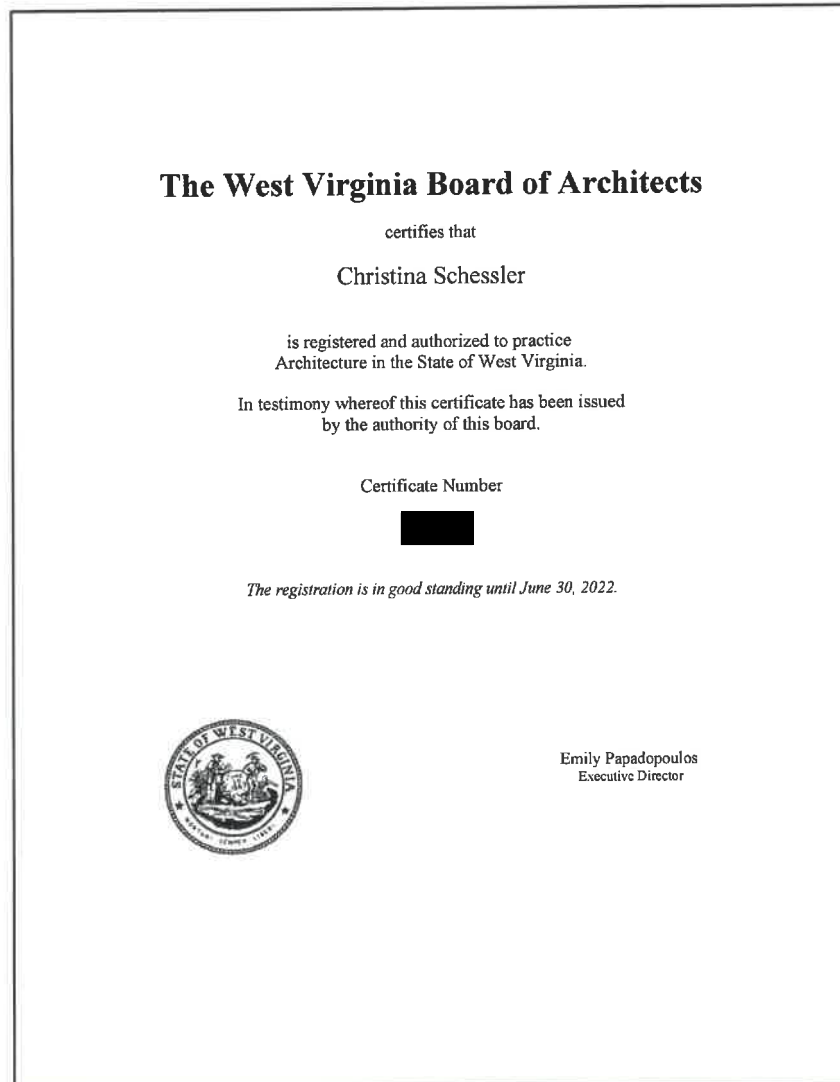 The West Virginia Board of Architects
certifies that
Christina Schessler
is registered and authorized to practice
Architecture in the State of West Virginia.
In testimony whereof this certificate has been issued
by the authority of this board.
Certificate Number
The registration is in good standing until June 30, 2022.
STATE OF WEST VIRGINIA
MONTANI SEMPER LIBERI
Emily Papadopoulos
Executive Director